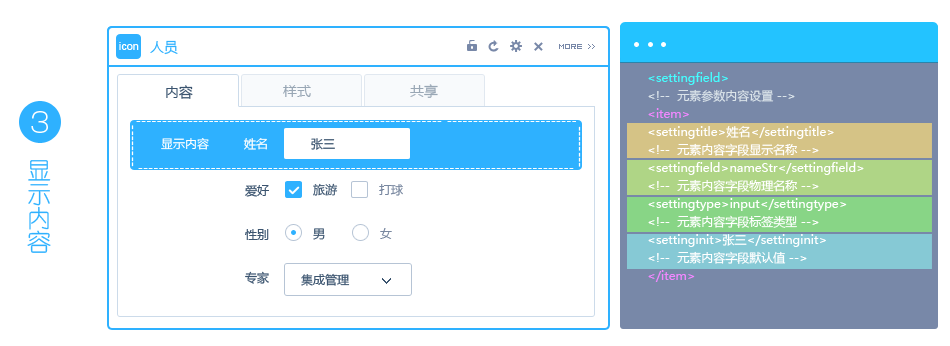 3
显示内容
icon 人员 MORE >>
内容 样式 共享
显示内容 姓名 张三
爱好 旅游 打球
性别 男 女
专家 集成管理
<settingfield>
<!-- 元素参数内容设置 -->
<item>
<settingtitle>姓名</settingtitle>
<!-- 元素内容字段显示名称 -->
<settingfield>nameStr</settingfield>
<!-- 元素内容字段物理名称 -->
<settingtype>input</settingtype>
<!-- 元素内容字段标签类型 -->
<settinginit>张三</settinginit>
<!-- 元素内容字段默认值 -->
</item>